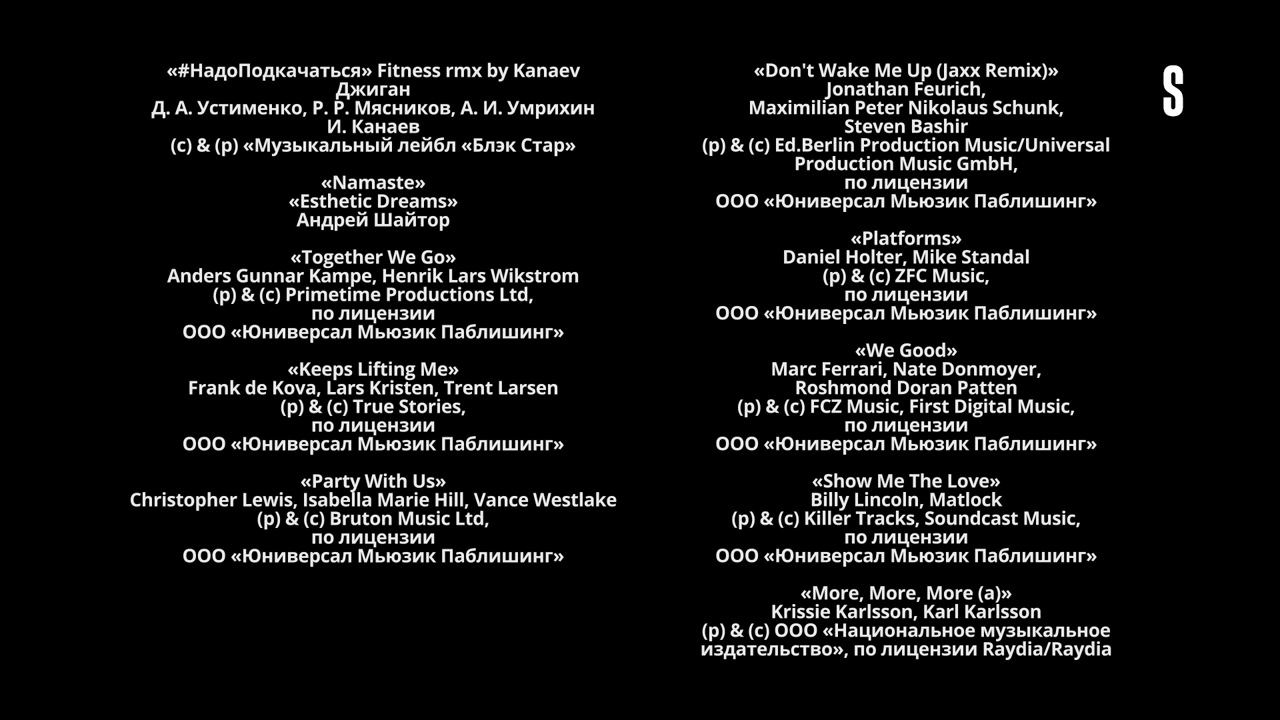 «#НадоПодкачаться» Fitness rmx by Kanaev
Джиган
Д. А. Устименко, Р. Р. Мясников, А. И. Умрихин
И. Канаев
(c) & (p) «Музыкальный лейбл «Блэк Стар»
«Namaste»
«Esthetic Dreams»
Андрей Шайтор
«Together We Go»
Anders Gunnar Kampe, Henrik Lars Wikstrom
(p) & (c) Primetime Productions Ltd,
по лицензии
ООО «Юниверсал Мьюзик Паблишинг»
«Keeps Lifting Me»
Frank de Kova, Lars Kristen, Trent Larsen
(p) & (c) True Stories,
по лицензии
ООО «Юниверсал Мьюзик Паблишинг»
«Party With Us»
Christopher Lewis, Isabella Marie Hill, Vance Westlake
(p) & (c) Bruton Music Ltd,
по лицензии
ООО «Юниверсал Мьюзик Паблишинг»
«Don't Wake Me Up (Jaxx Remix)»
Jonathan Feurich,
Maximilian Peter Nikolaus Schunk,
Steven Bashir
(p) & (c) Ed.Berlin Production Music/Universal
Production Music GmbH,
по лицензии
ООО «Юниверсал Мьюзик Паблишинг»
«Platforms»
Daniel Holter, Mike Standal
(p) & (c) ZFC Music,
по лицензии
ООО «Юниверсал Мьюзик Паблишинг»
«We Good»
Marc Ferrari, Nate Donmoyer,
Roshmond Doran Patten
(p) & (c) FCZ Music, First Digital Music,
по лицензии
ООО «Юниверсал Мьюзик Паблишинг»
«Show Me The Love»
Billy Lincoln, Matlock
(p) & (c) Killer Tracks, Soundcast Music,
по лицензии
ООО «Юниверсал Мьюзик Паблишинг»
«More, More, More (a)»
Krissie Karlsson, Karl Karlsson
(p) & (c) ООО «Национальное музыкальное
издательство», по лицензии Raydia/Raydia
S